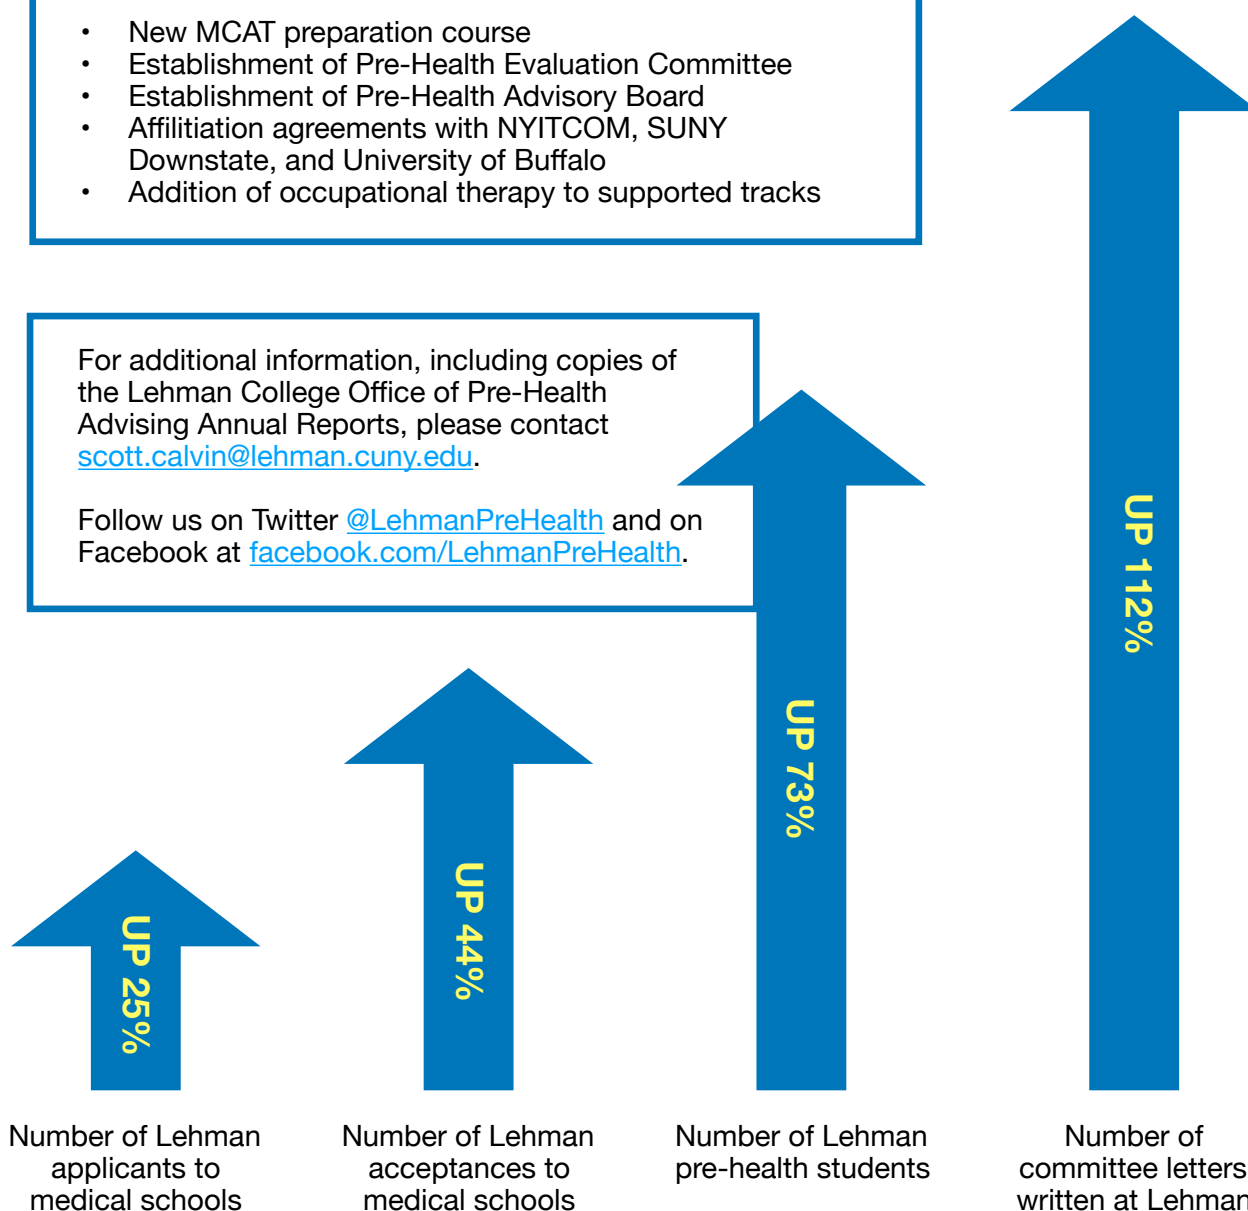 • New MCAT preparation course
• Establishment of Pre-Health Evaluation Committee
• Establishment of Pre-Health Advisory Board
• Affilitiation agreements with NYITCOM, SUNY
Downstate, and University of Buffalo
• Addition of occupational therapy to supported tracks
For additional information, including copies of
the Lehman College Office of Pre-Health
Advising Annual Reports, please contact
scott.calvin@lehman.cuny.edu.
Follow us on Twitter @LehmanPreHealth and on
Facebook at facebook.com/LehmanPreHealth.
UP 25%
UP 44%
UP 73%
UP 112%
Number of Lehman
applicants to
medical schools
Number of Lehman
acceptances to
medical schools
Number of Lehman
pre-health students
Number of
committee letters
written at Lehman